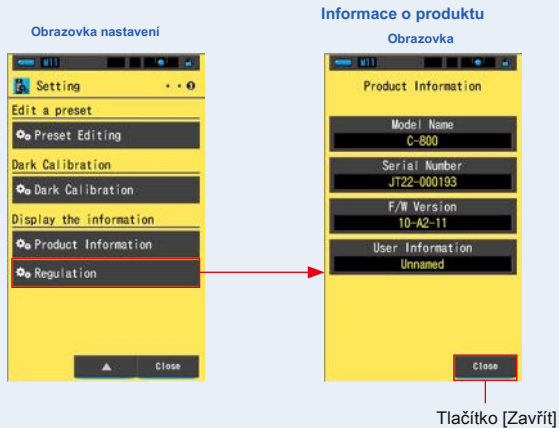 Informace o produktu
Obrazovka nastavení
Obrazovka
M11
Setting
Edit a preset
Preset Editing
Dark Calibration
Dark Calibration
Display the information
Product Information
Regulation
▲ Close
M11
Product Information
Model Name
C-800
Serial Number
JT22-000193
F/W Version
10-A2-11
User Information
Unnamed
Close
Tlačítko [Zavřít]